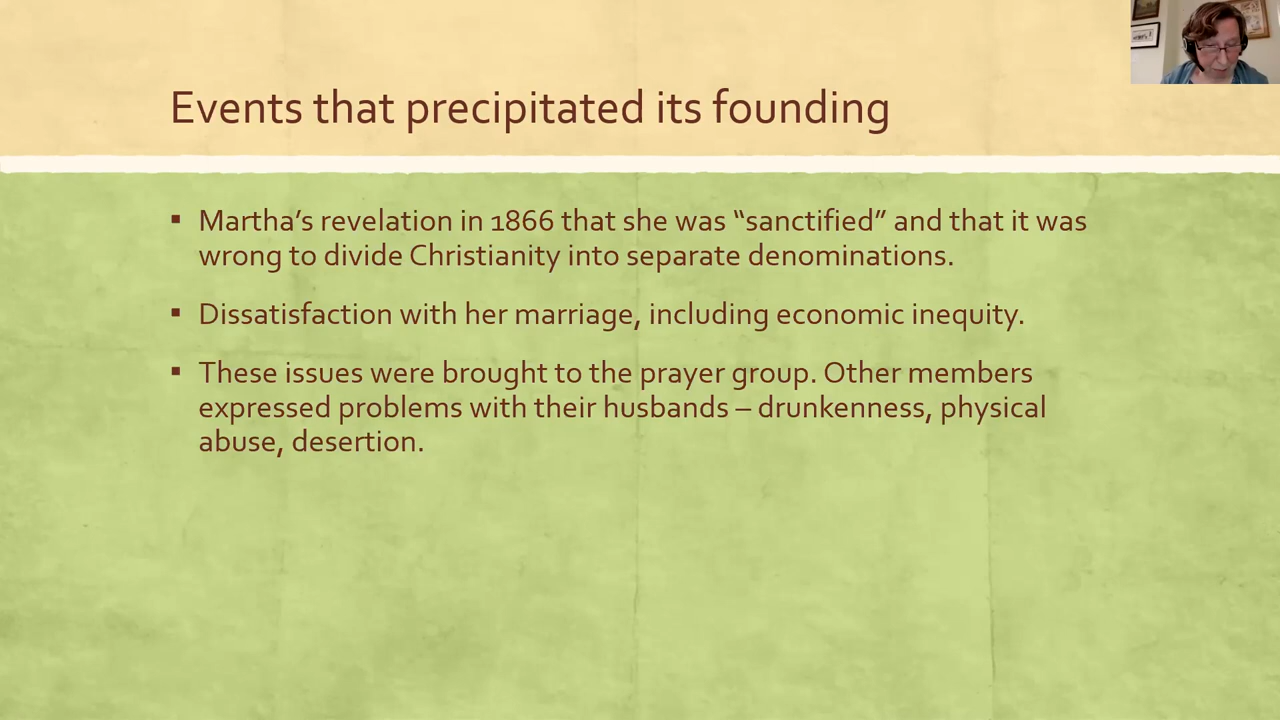 Events that precipitated its founding
▪ Martha’s revelation in 1866 that she was “sanctified” and that it was
wrong to divide Christianity into separate denominations.
▪ Dissatisfaction with her marriage, including economic inequity.
▪ These issues were brought to the prayer group. Other members
expressed problems with their husbands – drunkenness, physical
abuse, desertion.